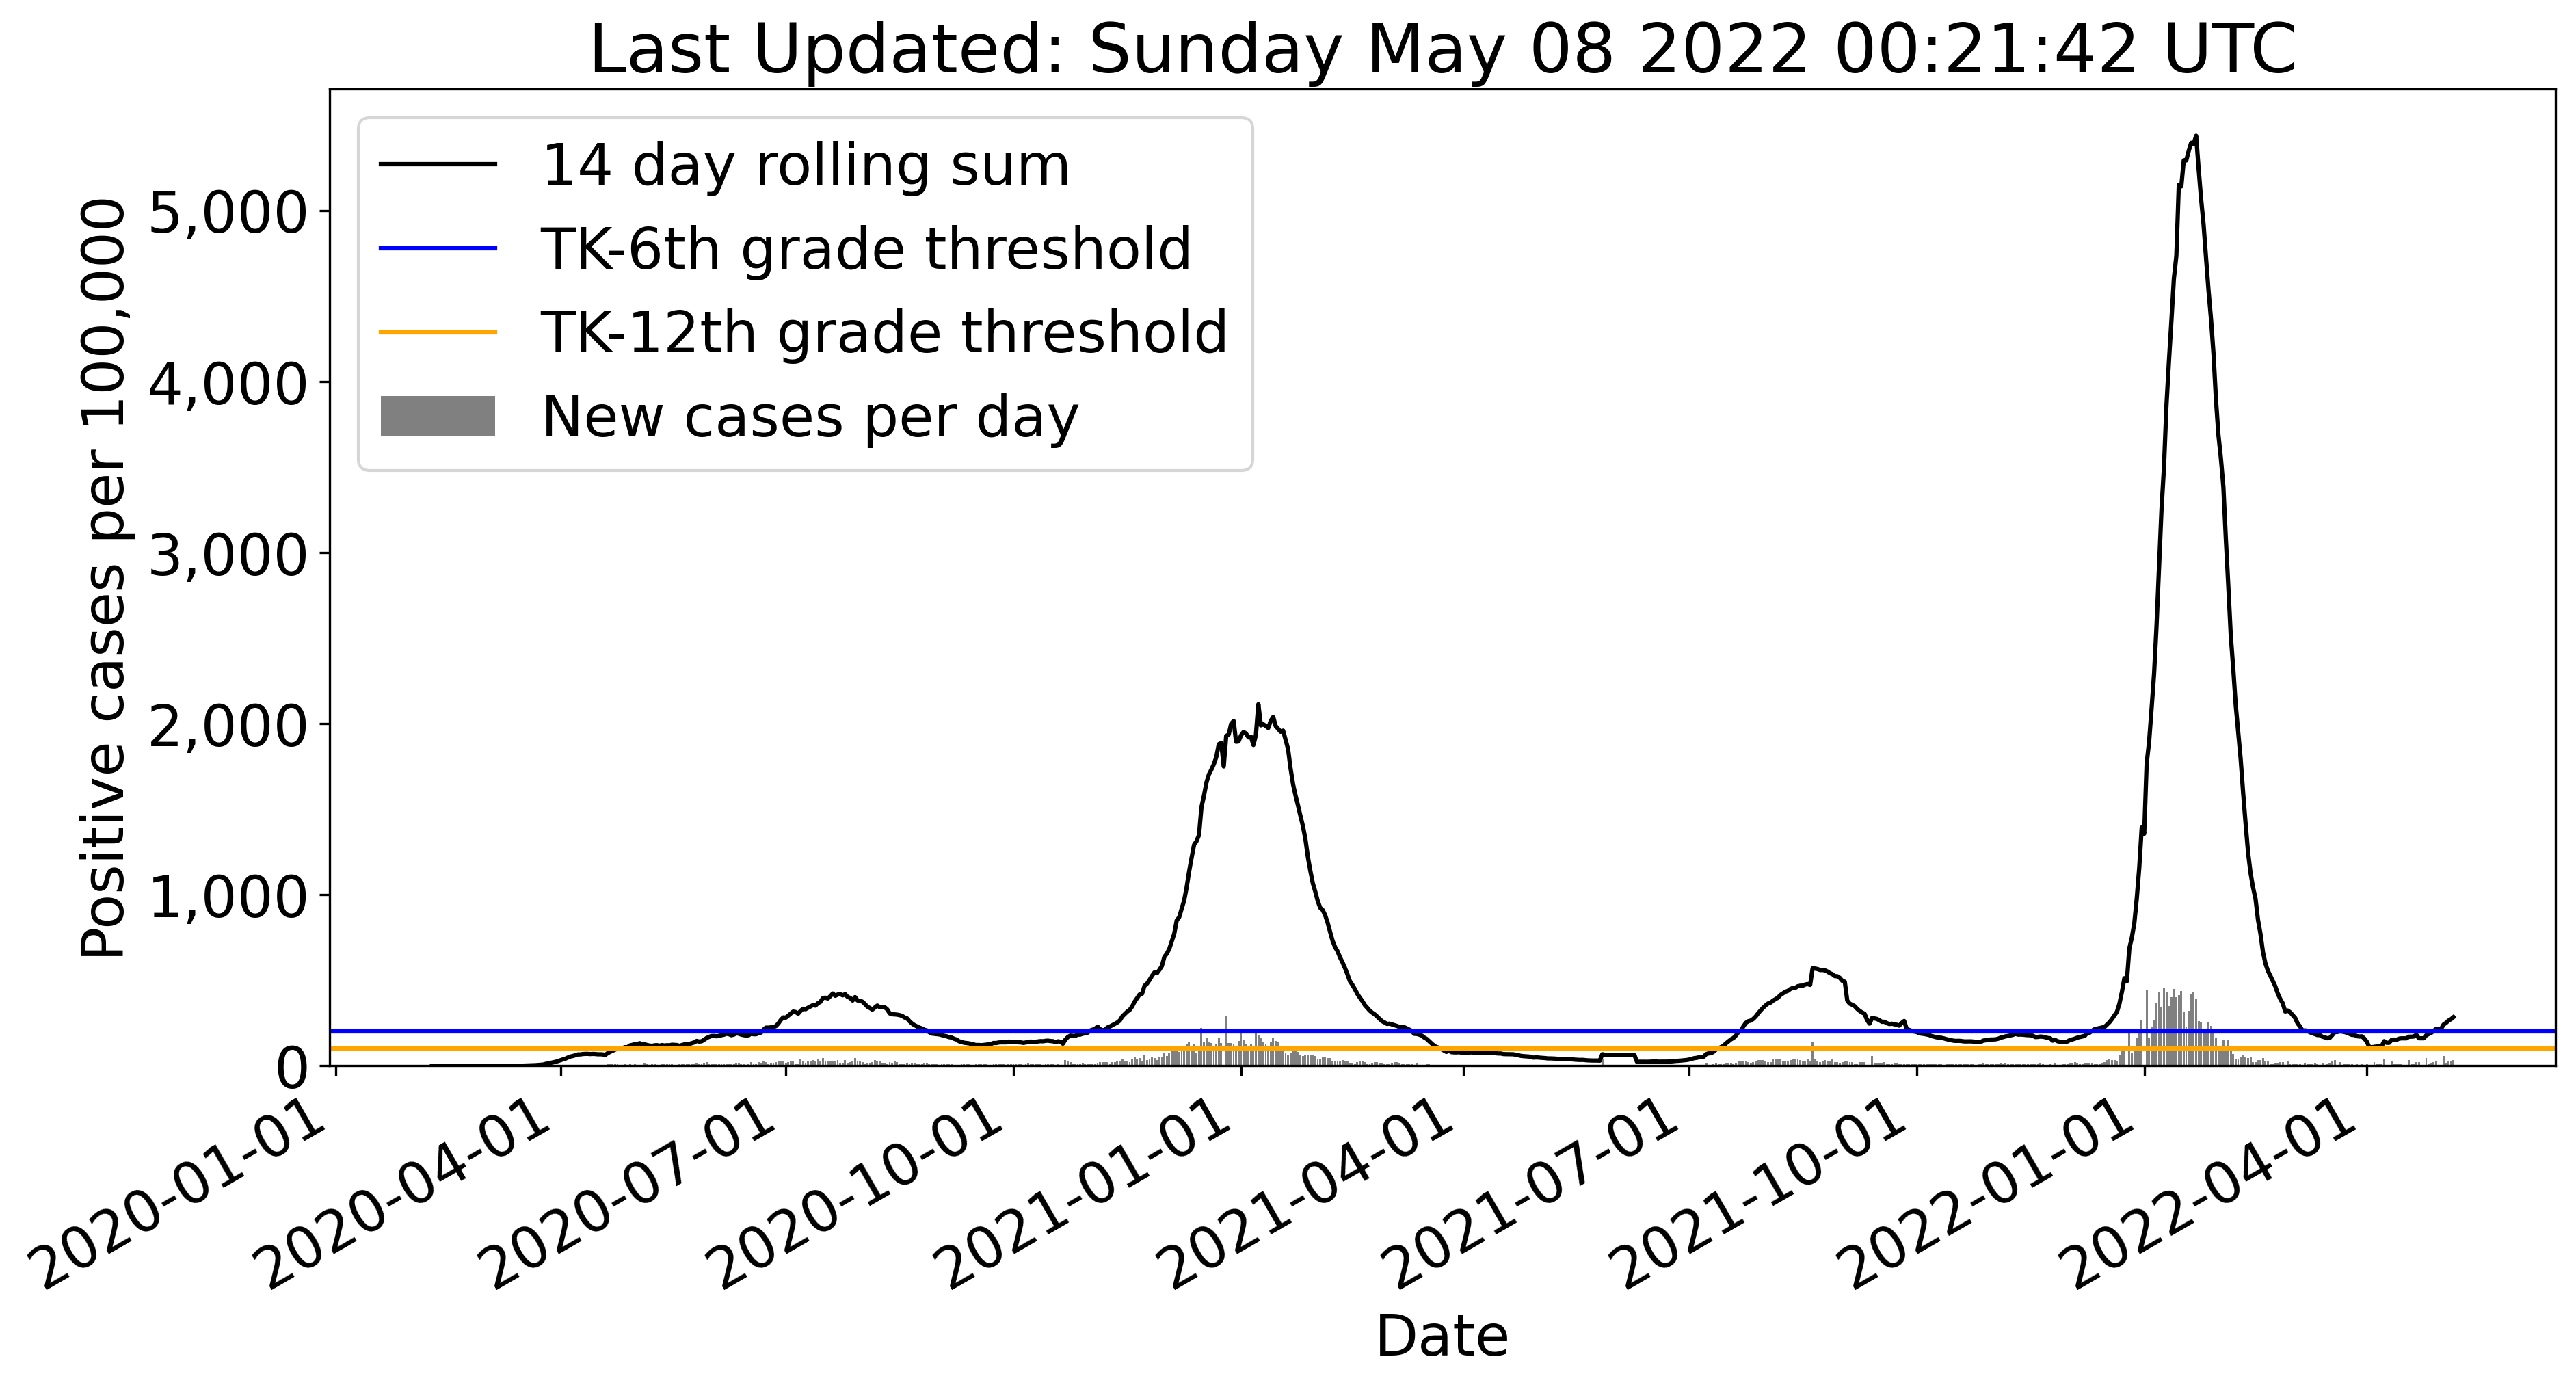 Last Updated: Sunday May 08 2022 00:21:42 UTC
14 day rolling sum
TK-6th grade threshold
TK-12th grade threshold
New cases per day
Positive cases per 100,000
5,000
4,000
3,000
2,000
1,000
0
2020-01-01
2020-04-01
2020-07-01
2020-10-01
2021-01-01
2021-04-01
2021-07-01
2021-10-01
2022-01-01
2022-04-01
Date